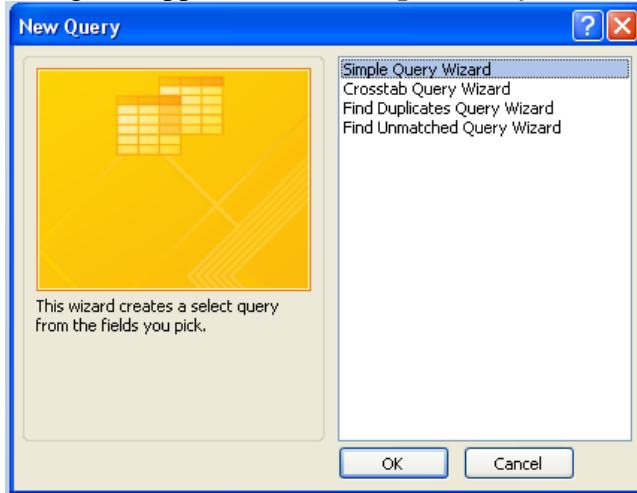 New Query
Simple Query Wizard
Crosstab Query Wizard
Find Duplicates Query Wizard
Find Unmatched Query Wizard
This wizard creates a select query
from the fields you pick.
OK
Cancel